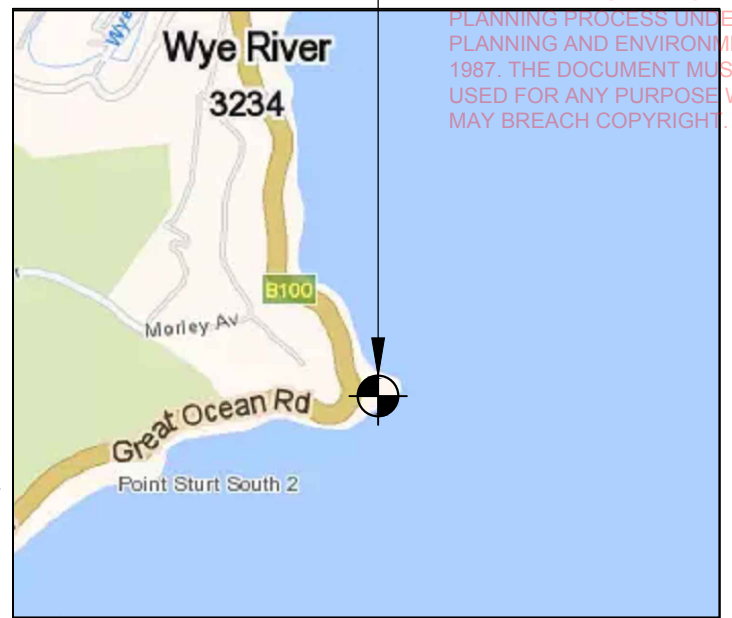 PLANNING PROCESS UNDE
PLANNING AND ENVIRONM
1987. THE DOCUMENT MUS
USED FOR ANY PURPOSE W
MAY BREACH COPYRIGHT.
Wye
Wye River
3234
B100
Morley Av
Great Ocean Rd
Point Sturt South 2